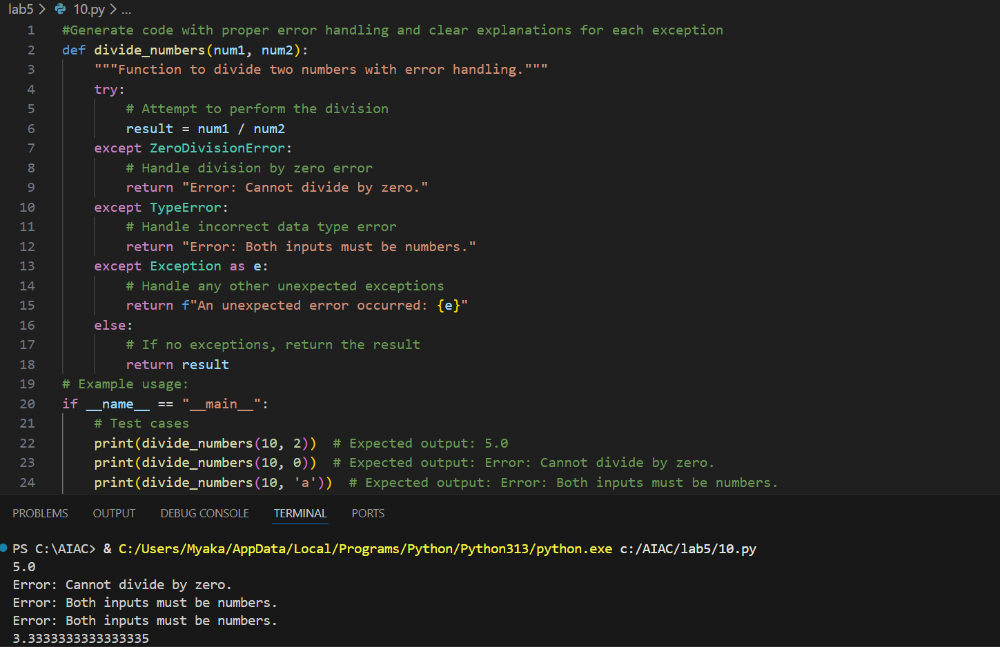 lab5 > 10.py > ...
1 #Generate code with proper error handling and clear explanations for each exception
2 def divide_numbers(num1, num2):
3     """Function to divide two numbers with error handling."""
4     try:
5         # Attempt to perform the division
6         result = num1 / num2
7     except ZeroDivisionError:
8         # Handle division by zero error
9         return "Error: Cannot divide by zero."
10     except TypeError:
11         # Handle incorrect data type error
12         return "Error: Both inputs must be numbers."
13     except Exception as e:
14         # Handle any other unexpected exceptions
15         return f"An unexpected error occurred: {e}"
16     else:
17         # If no exceptions, return the result
18         return result
19 # Example usage:
20 if __name__ == "__main__":
21     # Test cases
22     print(divide_numbers(10, 2))  # Expected output: 5.0
23     print(divide_numbers(10, 0))  # Expected output: Error: Cannot divide by zero.
24     print(divide_numbers(10, 'a'))  # Expected output: Error: Both inputs must be numbers.
PROBLEMS OUTPUT DEBUG CONSOLE TERMINAL PORTS
PS C:\AIAC> & C:/Users/Myaka/AppData/Local/Programs/Python/Python313/python.exe c:/AIAC/lab5/10.py
5.0
Error: Cannot divide by zero.
Error: Both inputs must be numbers.
Error: Both inputs must be numbers.
3.3333333333333335